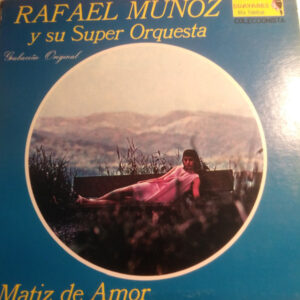 RAFAEL MUÑOZ
y su Super Orquesta
Grabación Original
COLECCIONISTA
Matiz de Amor